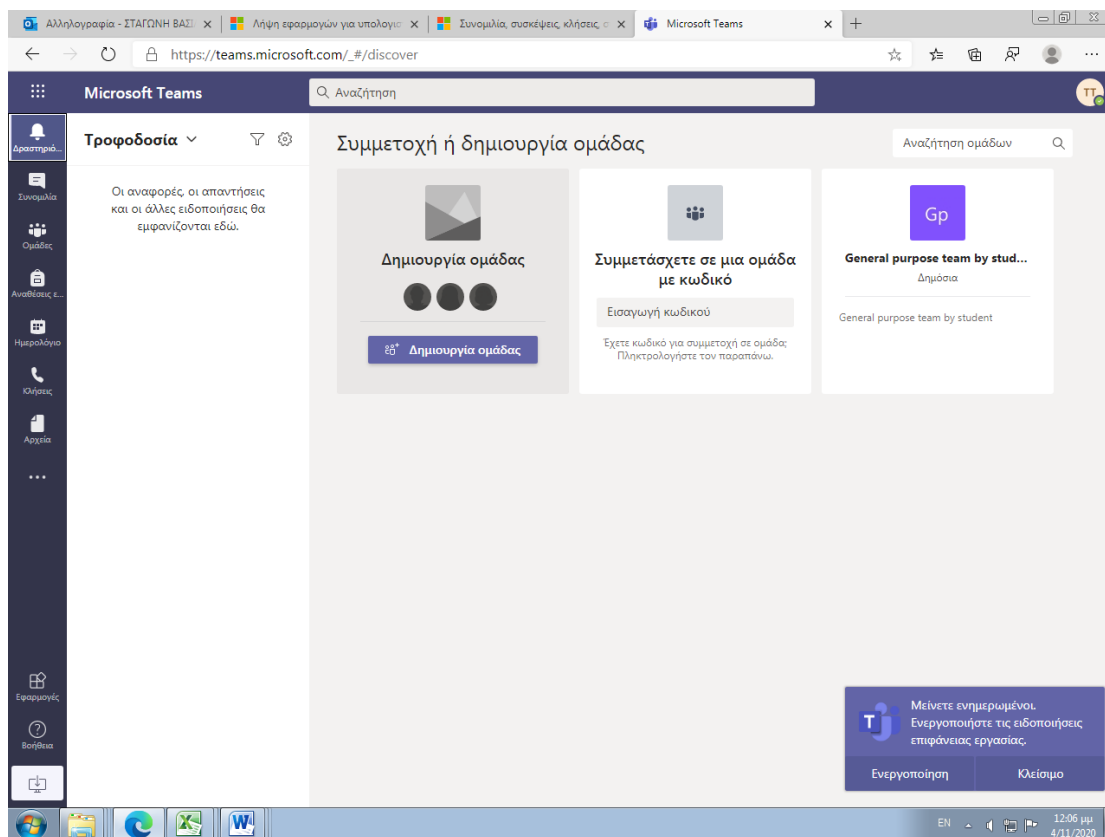 Αλληλογραφία - ΣΤΑΓΩΝΗ ΒΑΣΙ
Λήψη εφαρμογών για υπολογισ
Συνομιλία, συσκέψεις, κλήσεις, σ
Microsoft Teams
https://teams.microsoft.com/_#/discover
Microsoft Teams
Αναζήτηση
TT
Δραστηριό...
Συνομιλία
Ομάδες
Αναθέσεις ε...
Ημερολόγιο
Κλήσεις
Αρχεία
Εφαρμογές
Βοήθεια
Τροφοδοσία
Οι αναφορές, οι απαντήσεις
και οι άλλες ειδοποιήσεις θα
εμφανίζονται εδώ.
Συμμετοχή ή δημιουργία ομάδας
Αναζήτηση ομάδων
Δημιουργία ομάδας
Δημιουργία ομάδας
Συμμετάσχετε σε μια ομάδα
με κωδικό
Εισαγωγή κωδικού
Έχετε κωδικό για συμμετοχή σε ομάδα;
Πληκτρολογήστε τον παραπάνω.
Gp
General purpose team by stud...
Δημόσια
General purpose team by student
T
Μείνετε ενημερωμένοι.
Ενεργοποιήστε τις ειδοποιήσεις
επιφάνειας εργασίας.
Ενεργοποίηση
Κλείσιμο
EN
12:06 μμ
4/11/2020